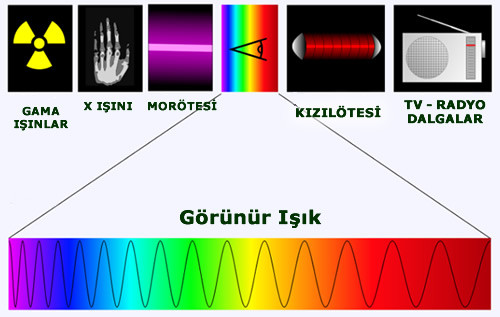 GAMA
IŞINLAR
X IŞINI
MORÖTESİ
KIZILÖTESİ
TV - RADYO
DALGALAR
Görünür Işık